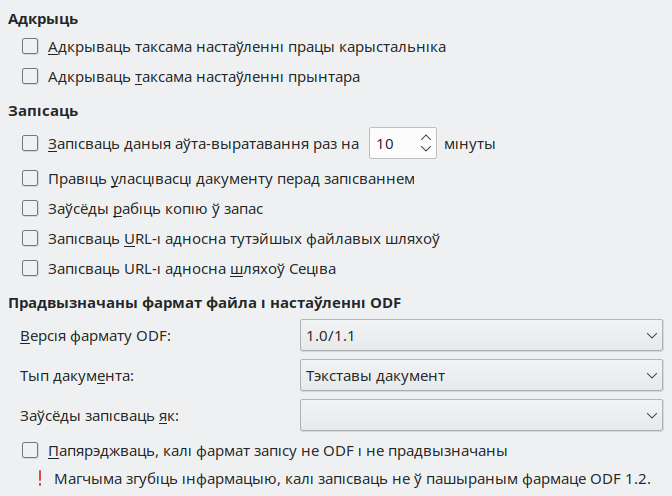 Адкрыць
Адкрываць таксама настаўленні працы карыстальніка
Адкрываць таксама настаўленні прынтара
Запісаць
Запісваць даныя аўта-выратавання раз на 10 мінуты
Правіць уласцівасці дакументу перад запісваннем
Заўсёды рабіць копію ў запас
Запісваць URL-і адносна тутэйшых файлавых шляхоў
Запісваць URL-і адносна шляхоў Сеціва
Прадвызначаны фармат файла і настаўленні ODF
Версія фармату ODF: 1.0/1.1
Тып дакумента: Тэкставы дакумент
Заўсёды запісваць як:
Папярэджваць, калі фармат запісу не ODF і не прадвызначаны
! Магчыма згубіць інфармацыю, калі запісваць не ў пашыраным фармаце ODF 1.2.